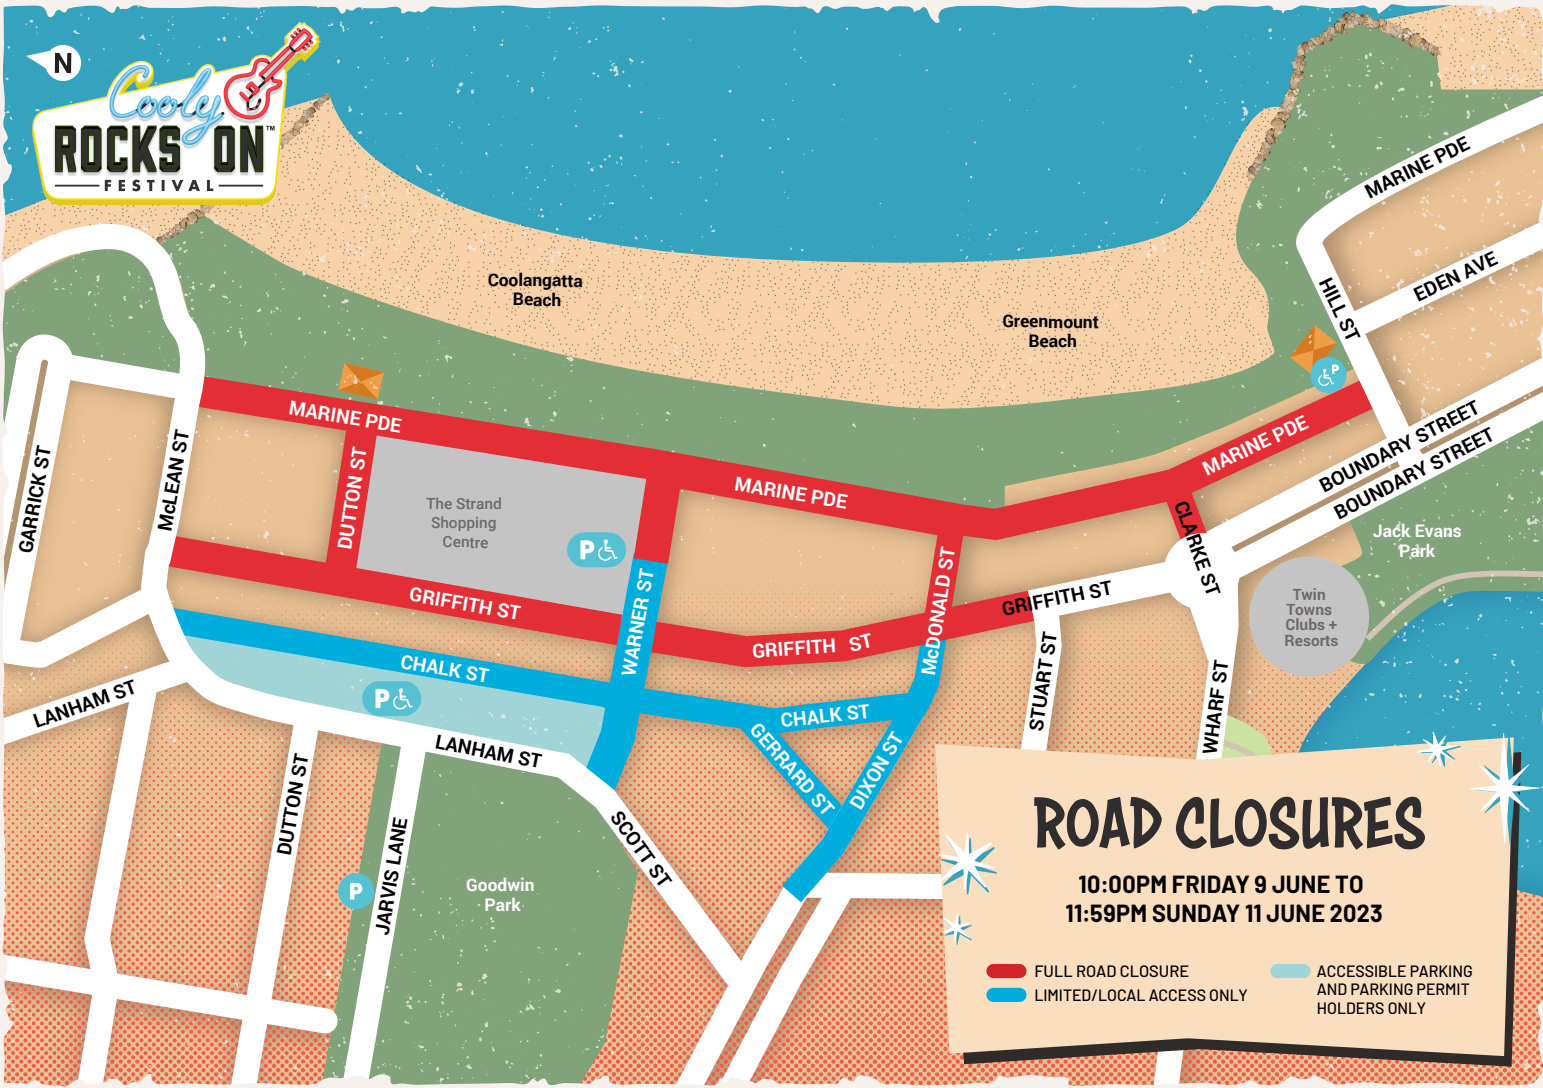 N
Cooly
ROCKS ON™
FESTIVAL
MARINE PDE
EDEN AVE
HILL ST
Coolangatta
Beach
Greenmount
Beach
P
MARINE PDE
MARINE PDE
MARINE PDE
BOUNDARY STREET
BOUNDARY STREET
GARRICK ST
McLEAN ST
DUTTON ST
The Strand
Shopping
Centre
P
CLARKE ST
Jack Evans
Park
GRIFFITH ST
WARNER ST
GRIFFITH ST
McDONALD ST
GRIFFITH ST
Twin
Towns
Clubs +
Resorts
CHALK ST
P
LANHAM ST
LANHAM ST
CHALK ST
GERRARD ST
DIXON ST
STUART ST
WHARF ST
DUTTON ST
JARVIS LANE
P
Goodwin
Park
SCOTT ST
ROAD CLOSURES
10:00PM FRIDAY 9 JUNE TO
11:59PM SUNDAY 11 JUNE 2023
FULL ROAD CLOSURE
LIMITED/LOCAL ACCESS ONLY
ACCESSIBLE PARKING
AND PARKING PERMIT
HOLDERS ONLY